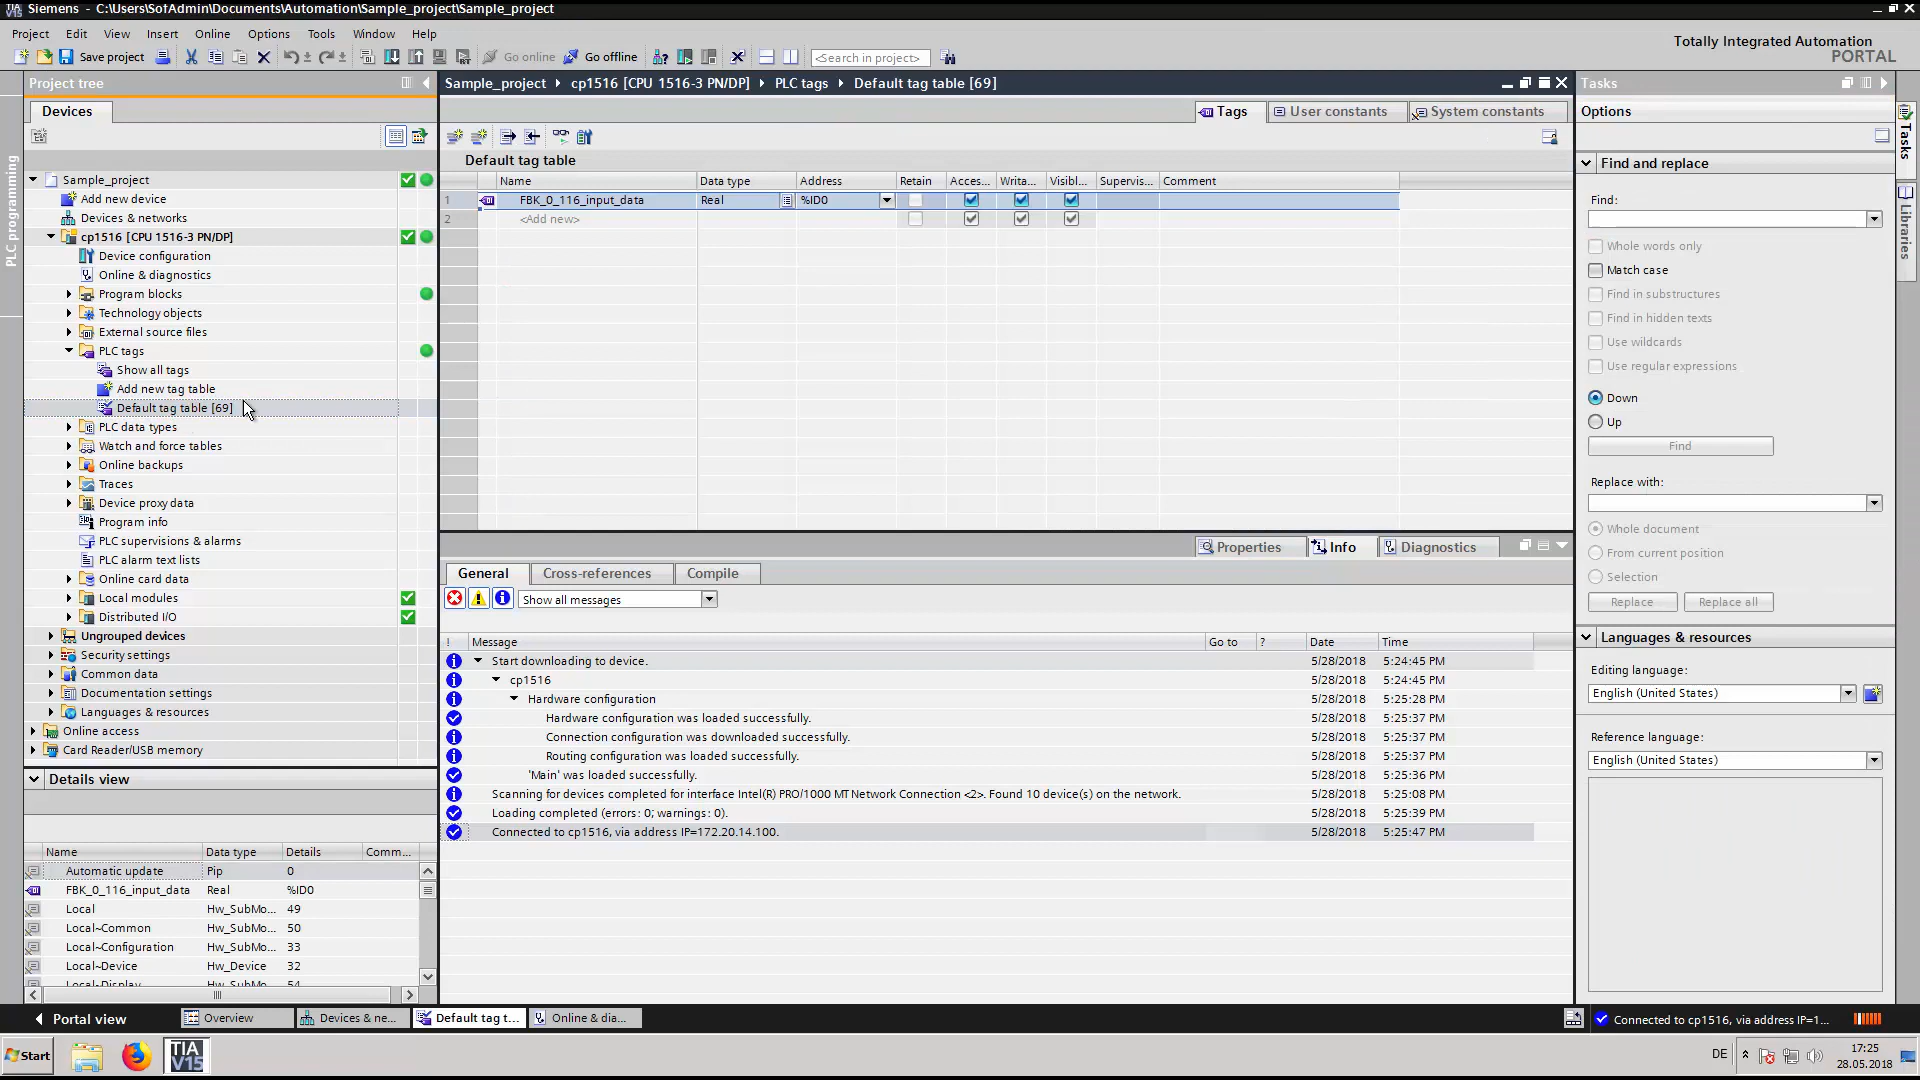 Siemens - C:\Users\SofAdmin\Documents\Automation\Sample_project\Sample_project
Project Edit View Insert Online Options Tools Window Help
Totally Integrated Automation
PORTAL
Save project Go online Go offline <Search in project>
Project tree
Sample_project cp1516 [CPU 1516-3 PN/DP] PLC tags Default tag table [69]
Tasks
Devices
Tags User constants System constants
Options
PLC programming
Default tag table
Name Data type Address Retain Acces... Writa... Visibl... Supervis... Comment
1 FBK_0_116_input_data Real %ID0
2 <Add new>
Sample_project
Add new device
Devices & networks
cp1516 [CPU 1516-3 PN/DP]
Device configuration
Online & diagnostics
Program blocks
Technology objects
External source files
PLC tags
Show all tags
Add new tag table
Default tag table [69]
PLC data types
Watch and force tables
Online backups
Traces
Device proxy data
Program info
PLC supervisions & alarms
PLC alarm text lists
Online card data
Local modules
Distributed I/O
Ungrouped devices
Security settings
Common data
Documentation settings
Languages & resources
Online access
Card Reader/USB memory
Details view
Name Data type Details Comm...
Automatic update Pip 0
FBK_0_116_input_data Real %ID0
Local Hw_SubMo... 49
Local~Common Hw_SubMo... 50
Local~Configuration Hw_SubMo... 33
Local~Device Hw_Device 32
Local~Display Hw_SubMo... 54
Properties Info Diagnostics
General Cross-references Compile
Show all messages
! Message Go to ? Date Time
Start downloading to device. 5/28/2018 5:24:45 PM
cp1516 5/28/2018 5:24:45 PM
Hardware configuration 5/28/2018 5:25:28 PM
Hardware configuration was loaded successfully. 5/28/2018 5:25:37 PM
Connection configuration was downloaded successfully. 5/28/2018 5:25:37 PM
Routing configuration was loaded successfully. 5/28/2018 5:25:37 PM
'Main' was loaded successfully. 5/28/2018 5:25:36 PM
Scanning for devices completed for interface Intel(R) PRO/1000 MT Network Connection <2>. Found 10 device(s) on the network. 5/28/2018 5:25:08 PM
Loading completed (errors: 0; warnings: 0). 5/28/2018 5:25:39 PM
Connected to cp1516, via address IP=172.20.14.100. 5/28/2018 5:25:47 PM
Find and replace
Find:
Whole words only
Match case
Find in substructures
Find in hidden texts
Use wildcards
Use regular expressions
Down
Up
Find
Replace with:
Whole document
From current position
Selection
Replace Replace all
Languages & resources
Editing language:
English (United States)
Reference language:
English (United States)
Tasks
Libraries
Portal view Overview Devices & ne... Default tag t... Online & dia... Connected to cp1516, via address IP=1...
Start TIA V15 DE 17:25
28.05.2018